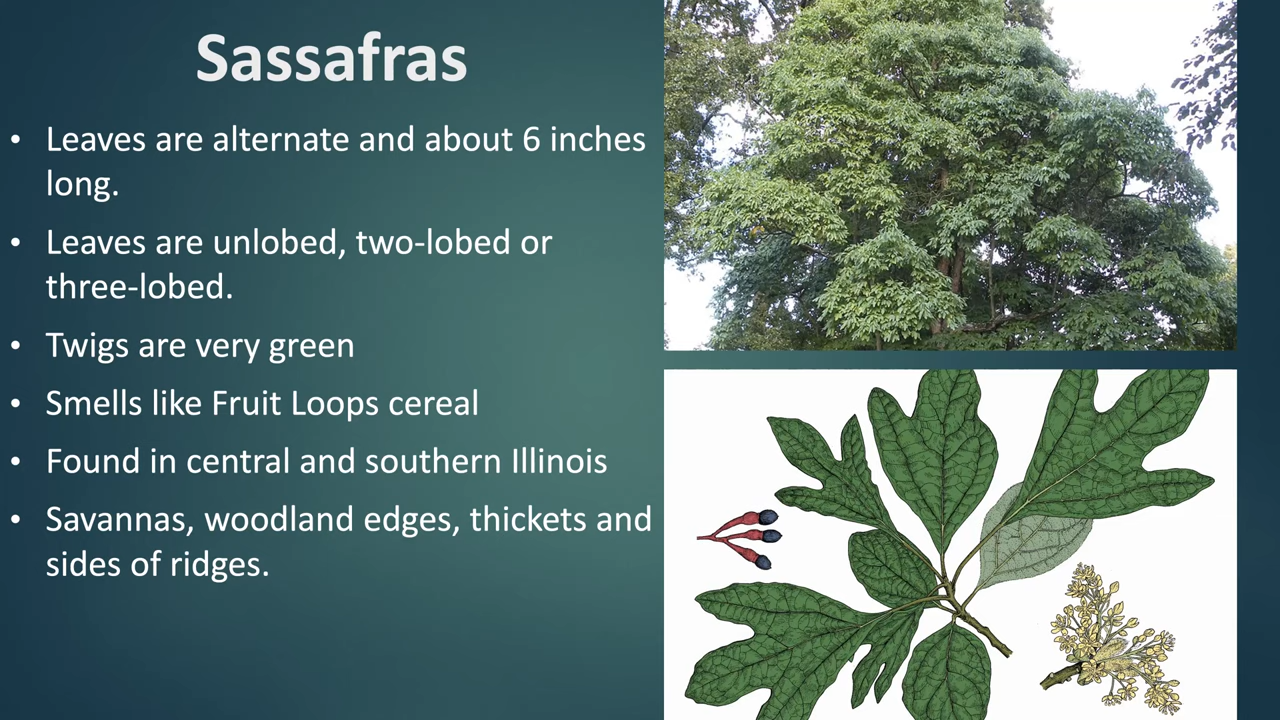 Sassafras
• Leaves are alternate and about 6 inches
long.
• Leaves are unlobed, two-lobed or
three-lobed.
• Twigs are very green
• Smells like Fruit Loops cereal
• Found in central and southern Illinois
• Savannas, woodland edges, thickets and
sides of ridges.